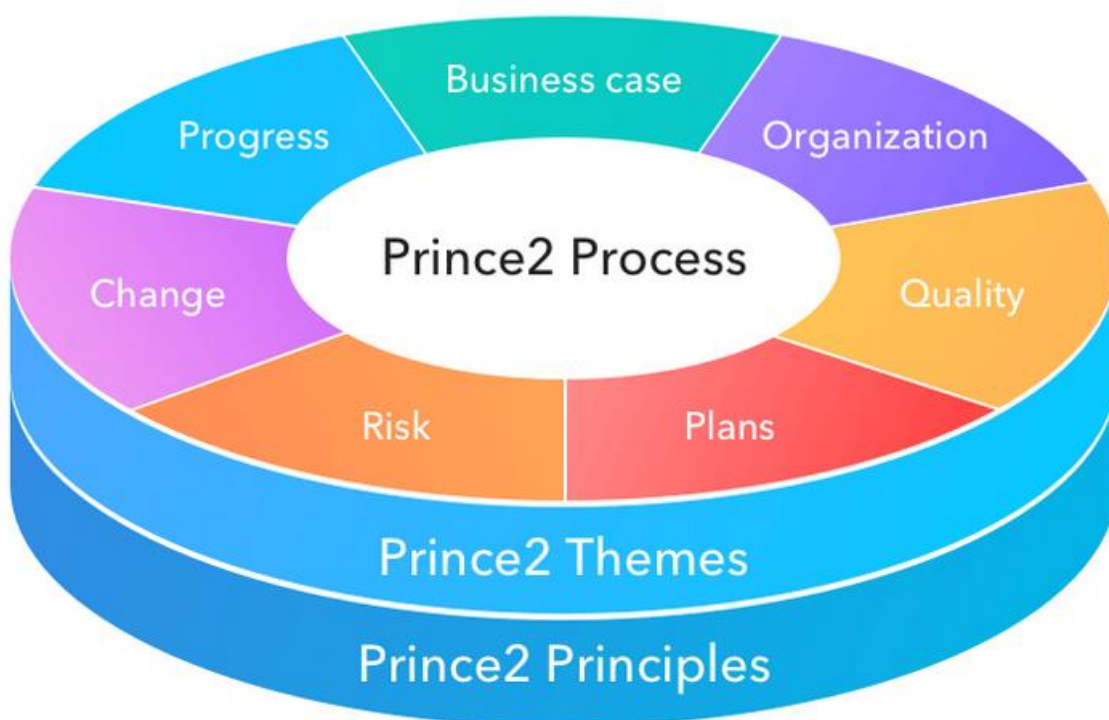 Business case
Progress
Organization
Prince2 Process
Change
Quality
Risk
Plans
Prince2 Themes
Prince2 Principles